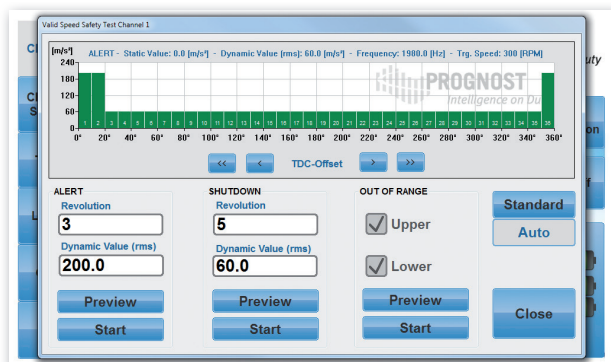 Valid Speed Safety Test Channel 1
[m/s²] ALERT - Static Value: 0.0 [m/s²] - Dynamic Value (rms): 60.0 [m/s²] - Frequency: 1980.0 [Hz] - Trg. Speed: 300 [RPM]
240
180
120
60
0
PROGNOST
Intelligence on Du
1 2 3 4 5 6 7 8 9 10 11 12 13 14 15 16 17 18 19 20 21 22 23 24 25 26 27 28 29 30 31 32 33 34 35 36
0° 20° 40° 60° 80° 100° 120° 140° 160° 180° 200° 220° 240° 260° 280° 300° 320° 340° 360°
<< < TDC-Offset > >>
ALERT
Revolution
3
Dynamic Value (rms)
200.0
Preview
Start
SHUTDOWN
Revolution
5
Dynamic Value (rms)
60.0
Preview
Start
OUT OF RANGE
Upper
Lower
Preview
Start
Standard
Auto
Close
uty
on